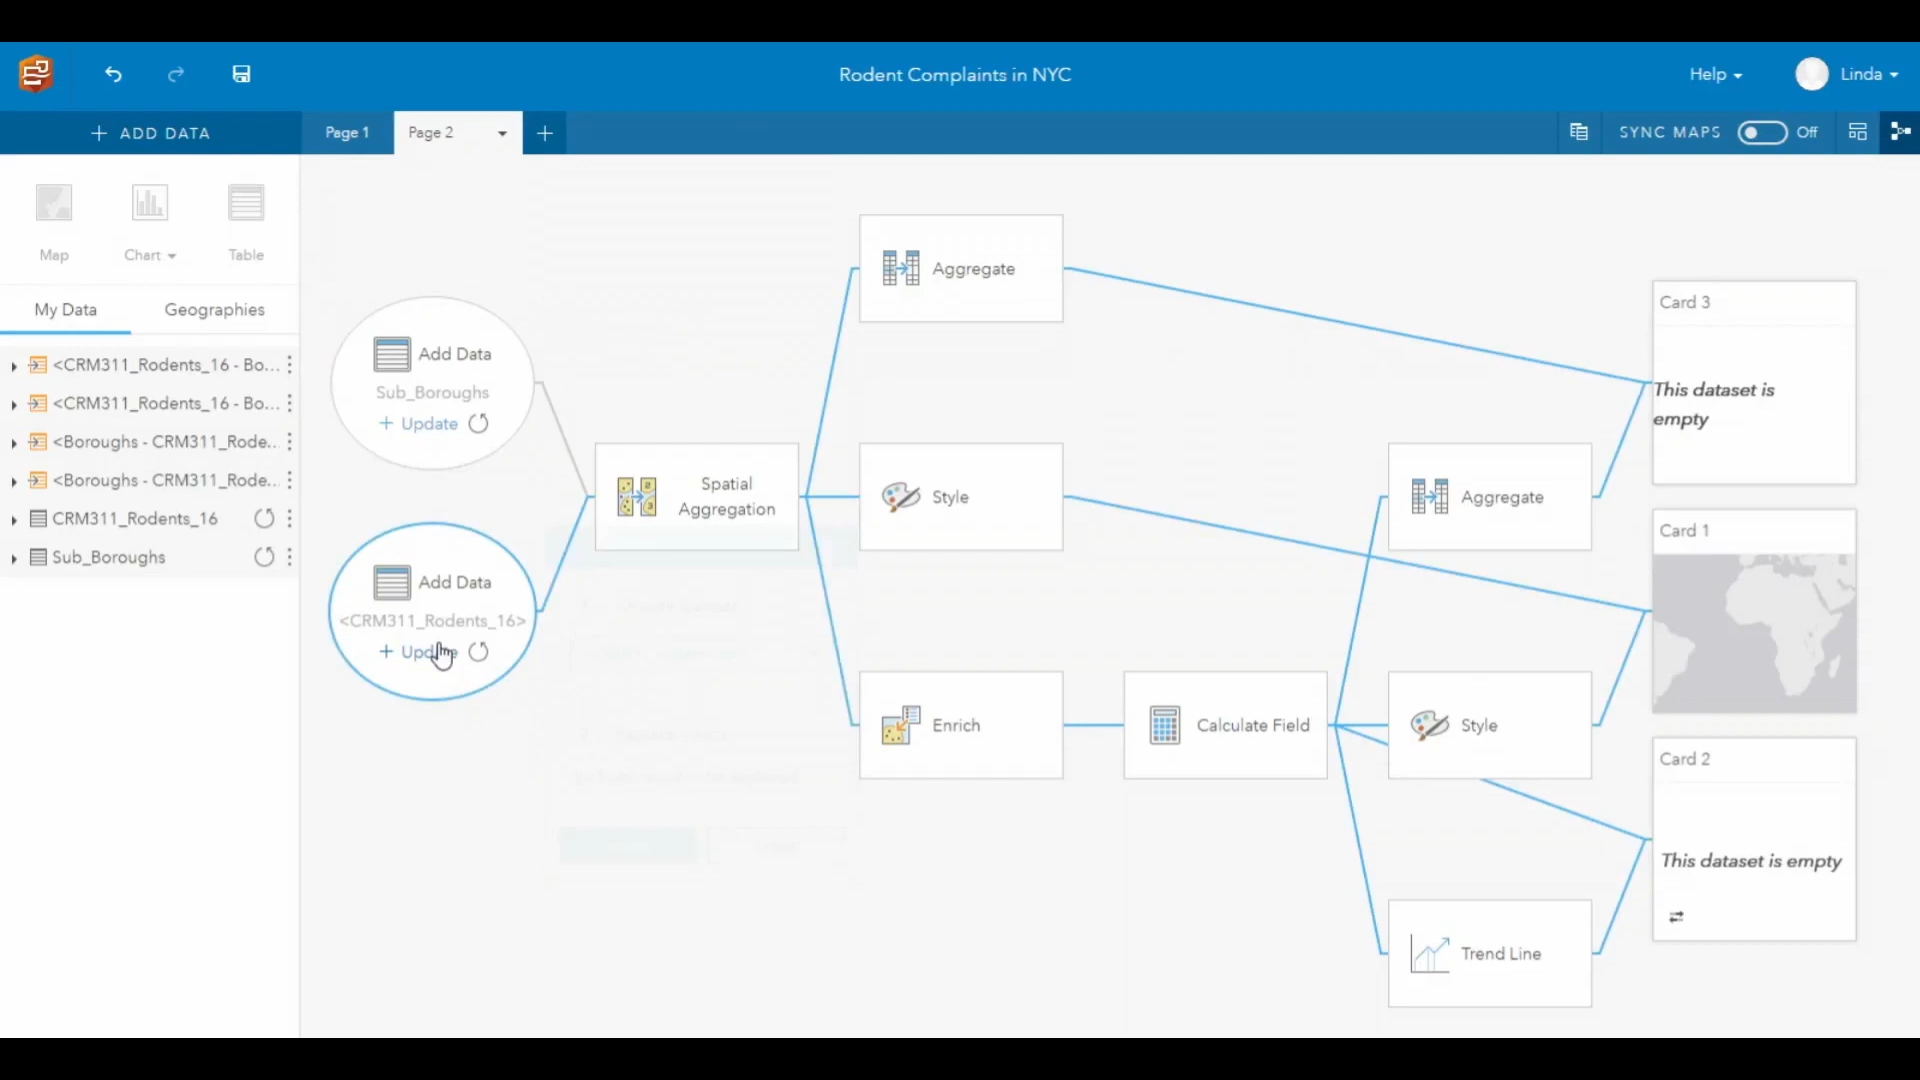 Rodent Complaints in NYC
Help
Linda
+ ADD DATA
Page 1
Page 2
SYNC MAPS
Off
Map
Chart
Table
My Data
Geographies
<CRM311_Rodents_16 - Bo...
<CRM311_Rodents_16 - Bo...
<Boroughs - CRM311_Rode...
<Boroughs - CRM311_Rode...
CRM311_Rodents_16
Sub_Boroughs
Add Data
Sub_Boroughs
+ Update
Add Data
<CRM311_Rodents_16>
+ Update
Spatial
Aggregation
Aggregate
Style
Enrich
Calculate Field
Aggregate
Style
Trend Line
Card 3
This dataset is
empty
Card 1
Card 2
This dataset is empty